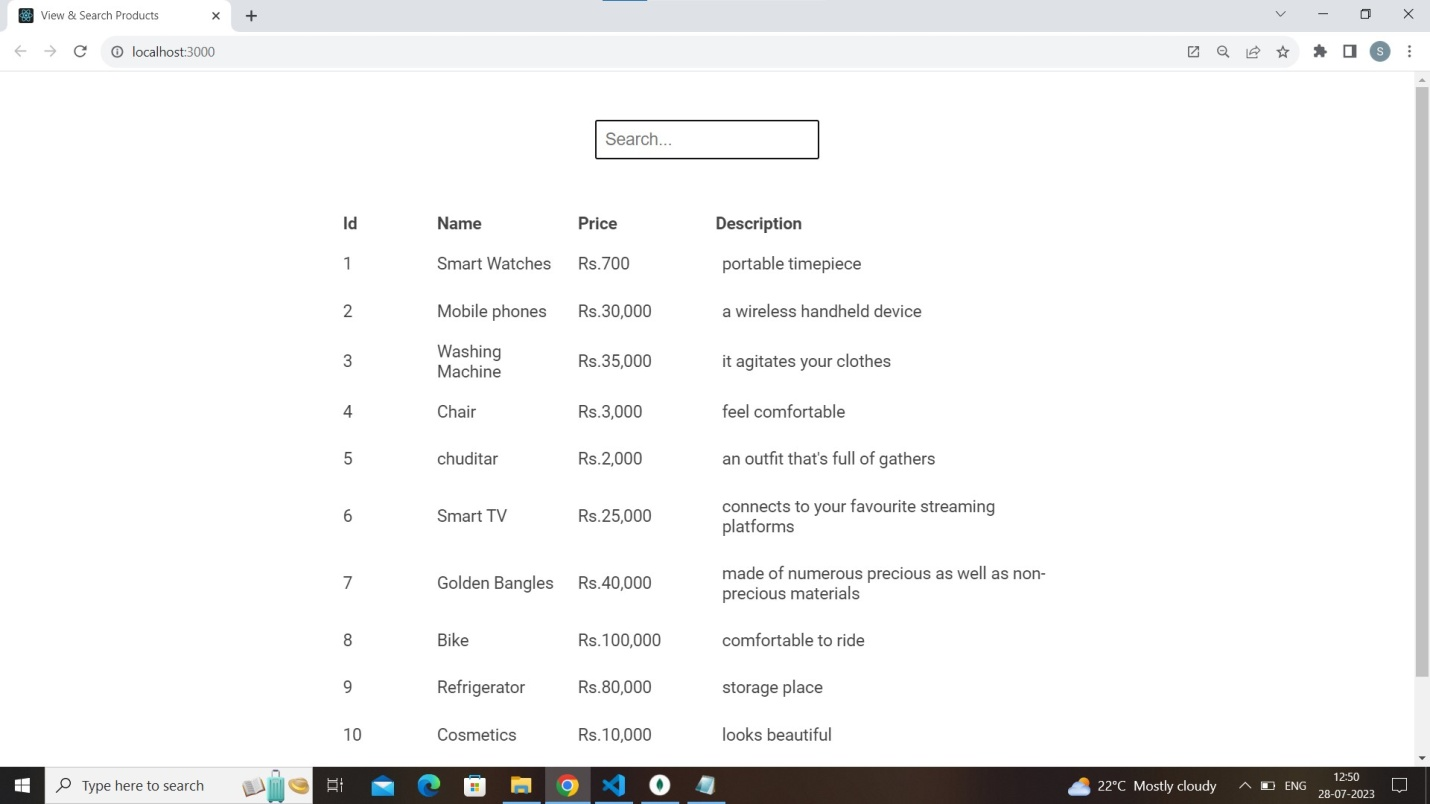 View & Search Products
localhost:3000
S
Search...
Id Name Price Description
1 Smart Watches Rs.700 portable timepiece
2 Mobile phones Rs.30,000 a wireless handheld device
3 Washing Machine Rs.35,000 it agitates your clothes
4 Chair Rs.3,000 feel comfortable
5 chuditar Rs.2,000 an outfit that's full of gathers
6 Smart TV Rs.25,000 connects to your favourite streaming
platforms
7 Golden Bangles Rs.40,000 made of numerous precious as well as non-
precious materials
8 Bike Rs.100,000 comfortable to ride
9 Refrigerator Rs.80,000 storage place
10 Cosmetics Rs.10,000 looks beautiful
Type here to search 22°C Mostly cloudy ENG 12:50
28-07-2023